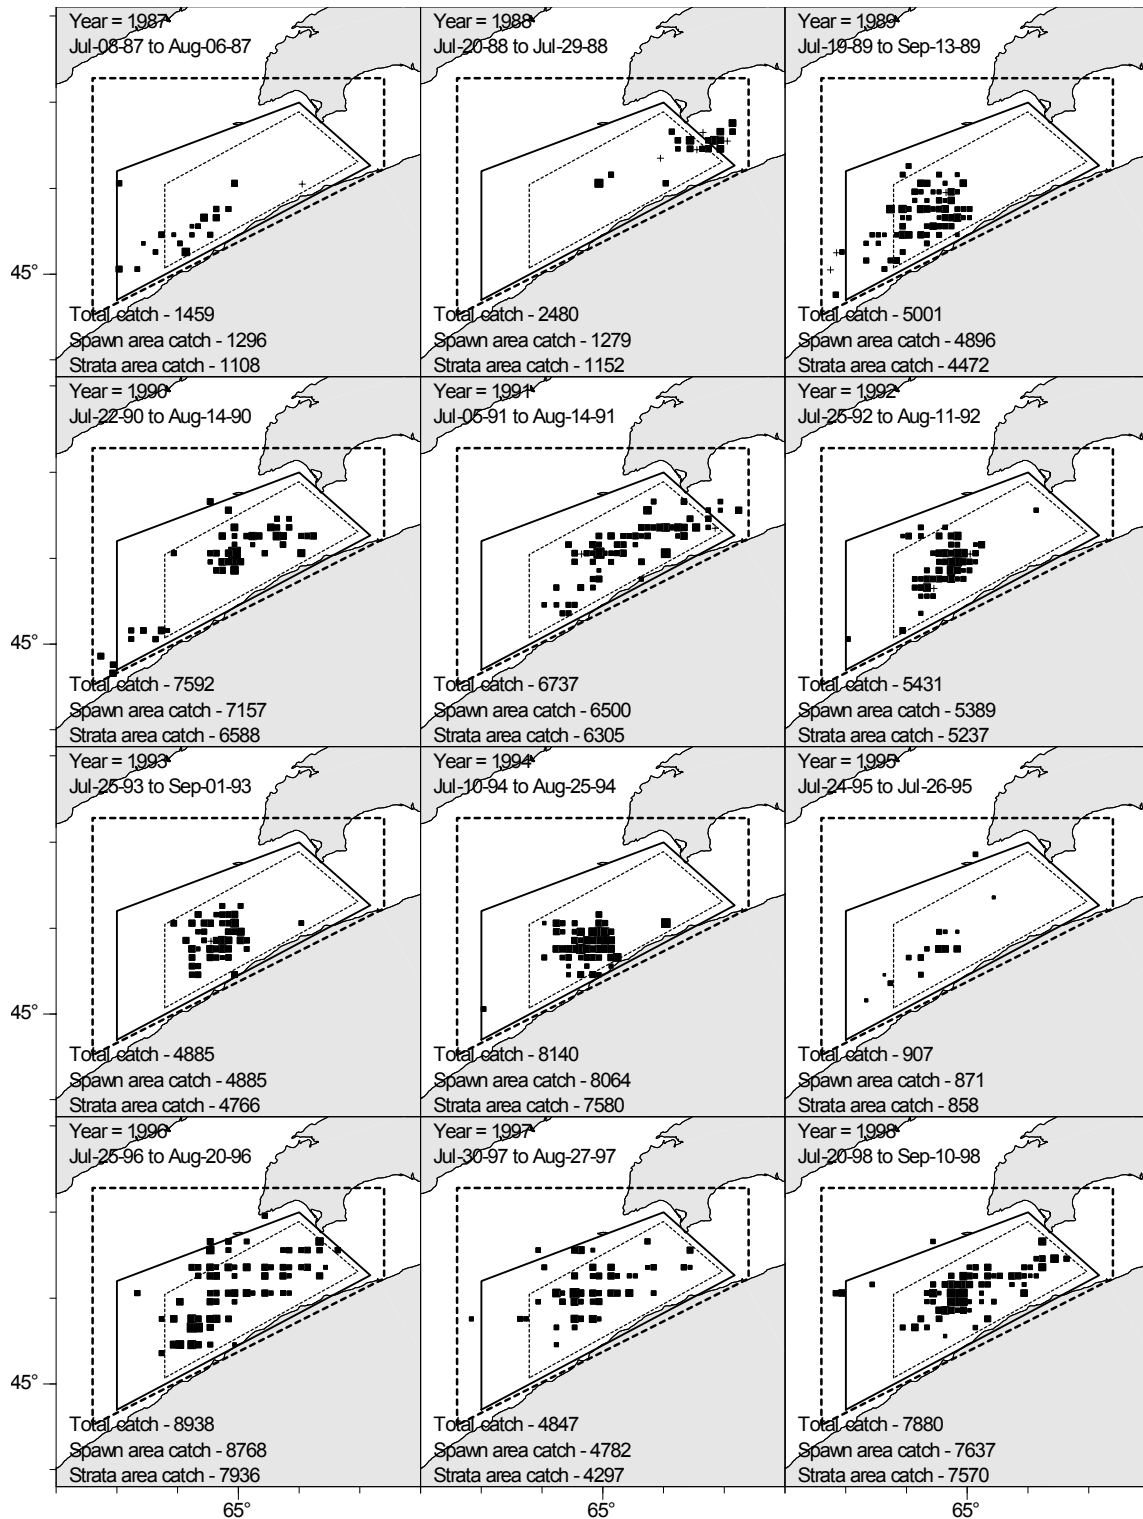 Year = 1987
Jul-08-87 to Aug-06-87
Total catch - 1459
Spawn area catch - 1296
Strata area catch - 1108
Year = 1988
Jul-20-88 to Jul-29-88
Total catch - 2480
Spawn area catch - 1279
Strata area catch - 1152
Year = 1989
Jul-19-89 to Sep-13-89
Total catch - 5001
Spawn area catch - 4896
Strata area catch - 4472
45°
Year = 1990
Jul-22-90 to Aug-14-90
Total catch - 7592
Spawn area catch - 7157
Strata area catch - 6588
Year = 1991
Jul-05-91 to Aug-14-91
Total catch - 6737
Spawn area catch - 6500
Strata area catch - 6305
Year = 1992
Jul-25-92 to Aug-11-92
Total catch - 5431
Spawn area catch - 5389
Strata area catch - 5237
45°
Year = 1993
Jul-25-93 to Sep-01-93
Total catch - 4885
Spawn area catch - 4885
Strata area catch - 4766
Year = 1994
Jul-10-94 to Aug-25-94
Total catch - 8140
Spawn area catch - 8064
Strata area catch - 7580
Year = 1995
Jul-24-95 to Jul-26-95
Total catch - 907
Spawn area catch - 871
Strata area catch - 858
45°
Year = 1996
Jul-25-96 to Aug-20-96
Total catch - 8938
Spawn area catch - 8768
Strata area catch - 7936
Year = 1997
Jul-30-97 to Aug-27-97
Total catch - 4847
Spawn area catch - 4782
Strata area catch - 4297
Year = 1998
Jul-20-98 to Sep-10-98
Total catch - 7880
Spawn area catch - 7637
Strata area catch - 7570
45°
65°
65°
65°